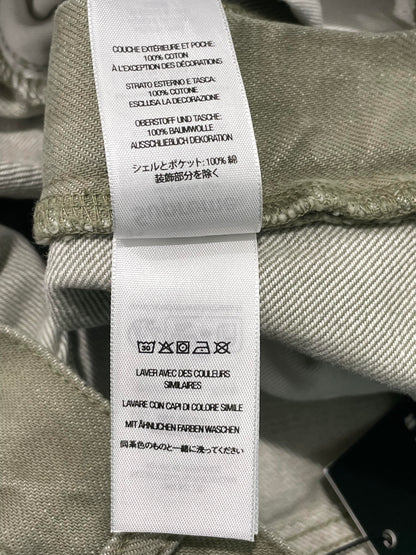 COUCHE EXTÉRIEURE ET POCHE:
100% COTON
À L'EXCEPTION DES DÉCORATIONS
STRATO ESTERNO E TASCA:
100% COTONE
ESCLUSA LA DECORAZIONE
OBERSTOFF UND TASCHE:
100% BAUMWOLLE
AUSSCHLIEBLICH DEKORATION
シェルとポケット: 100% 綿
装飾部分を除く
30
LAVER AVEC DES COULEURS
SIMILAIRES
LAVARE CON CAPI DI COLORE SIMILE
MIT ÄHNLICHEN FARBEN WASCHEN
同系色のものと一緒に洗ってください